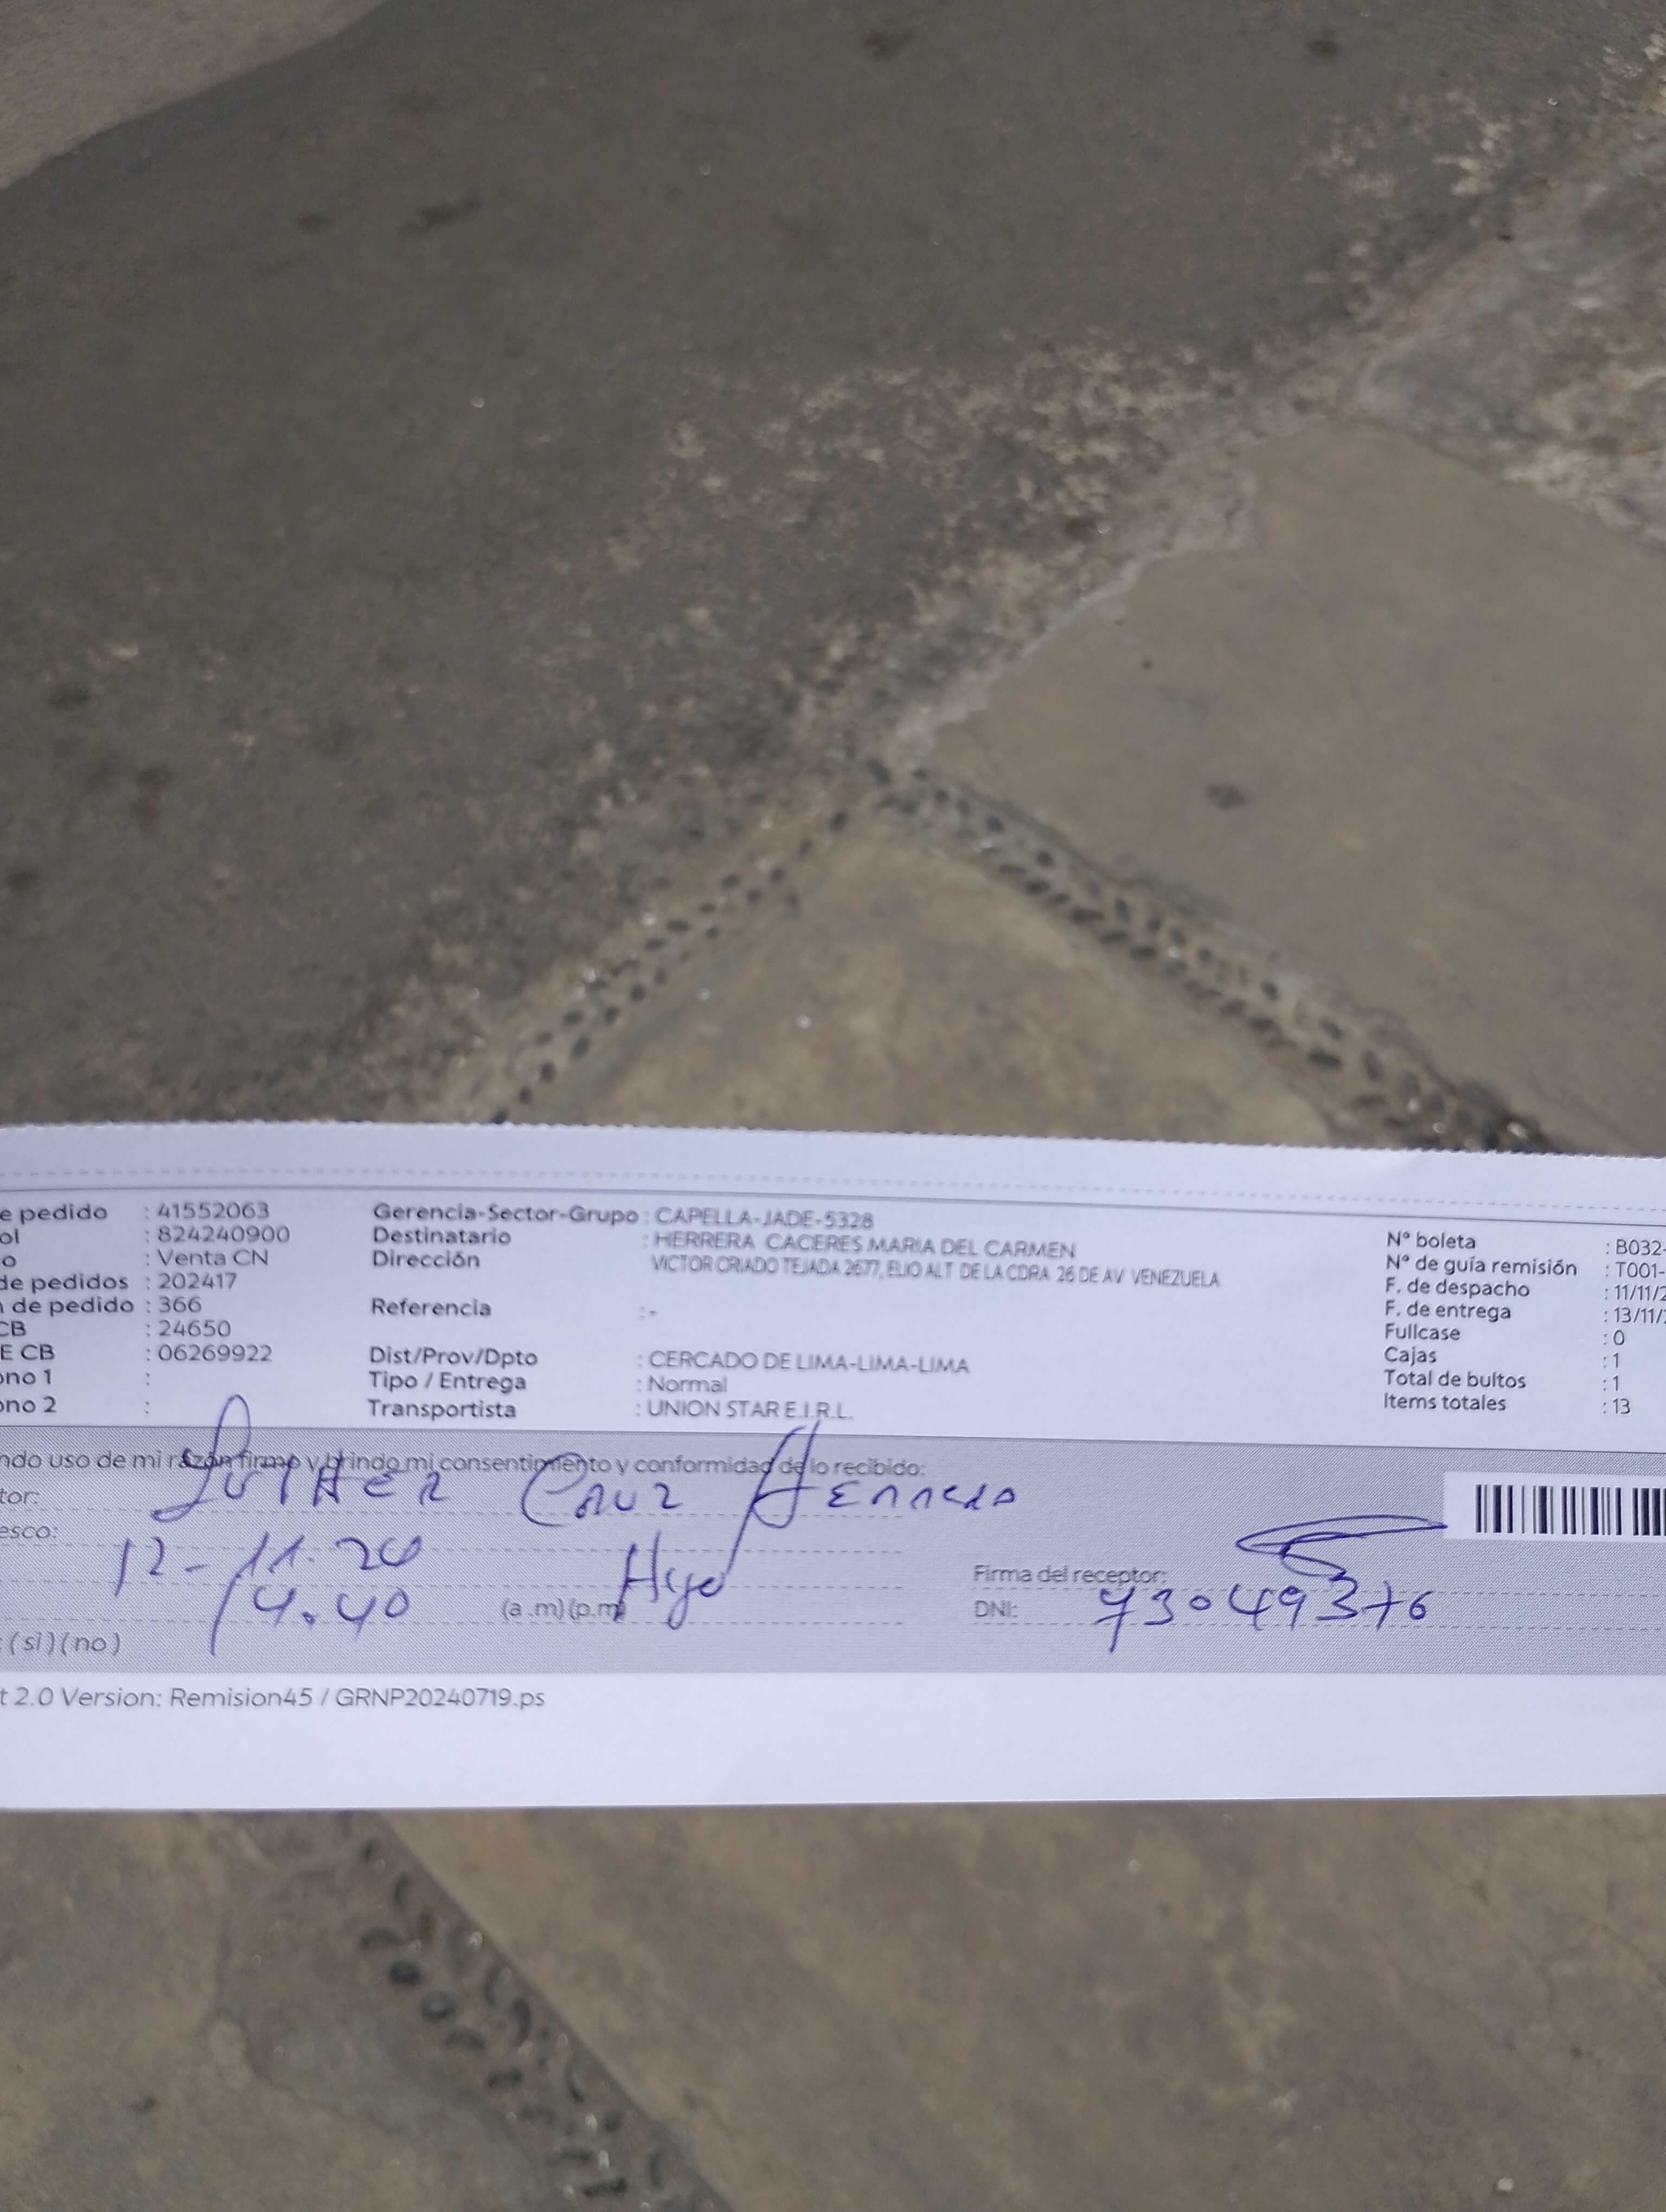 e pedido : 41552063 Gerencia-Sector-Grupo : CAPELLA-JADE-5328
ol : 824240900 Destinatario : HERRERA CACERES MARIA DEL CARMEN Nº boleta : B032-
o : Venta CN Dirección VICTOR CRIADO TEJADA 2677, ELIO ALT DE LA CDRA 26 DE AV VENEZUELA Nº de guía remisión : T001-
de pedidos : 202417 F. de despacho : 11/11/2
de pedido : 366 Referencia :- F. de entrega : 13/11/2
CB : 24650 Fullcase : 0
E CB : 06269922 Dist/Prov/Dpto : CERCADO DE LIMA-LIMA-LIMA Cajas : 1
ono 1 : Tipo / Entrega : Normal Total de bultos : 1
ono 2 : Transportista : UNION STAR E.I.R.L. Items totales : 13
ndo uso de mi razón firmo y brindo mi consentimiento y conformidad de lo recibido:
tor: Luther Cruz Herrera
esco: Hijo
12-11.24
14.40 (a.m)(p.m) Firma del receptor:
DNI: 73049376
: (si)(no)
t 2.0 Version: Remision45 / GRNP20240719.ps